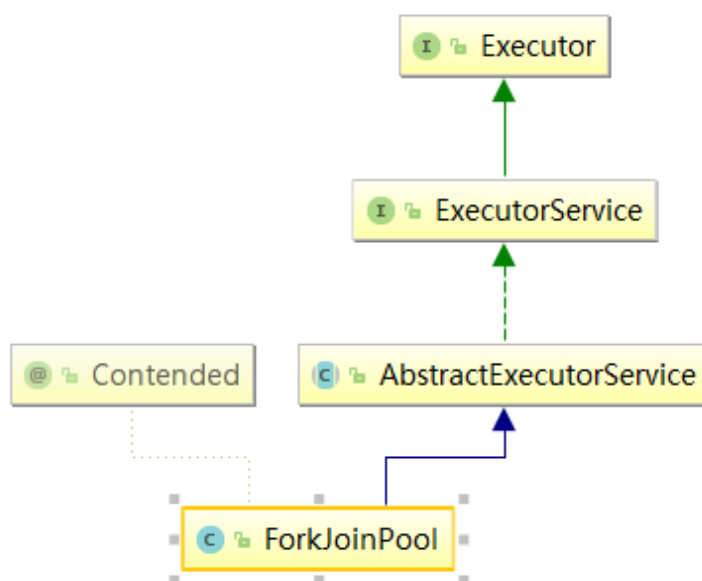 I Executor
I ExecutorService
@ Contended
C AbstractExecutorService
C ForkJoinPool